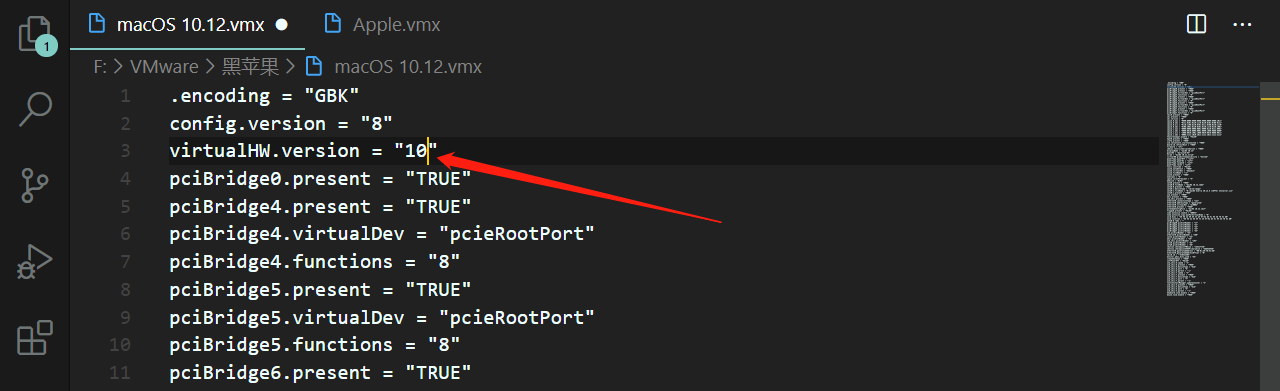 macOS 10.12.vmx
Apple.vmx
F: > VMware > 黑苹果 > macOS 10.12.vmx
1
1 .encoding = "GBK"
2 config.version = "8"
3 virtualHW.version = "10"
4 pciBridge0.present = "TRUE"
5 pciBridge4.present = "TRUE"
6 pciBridge4.virtualDev = "pcieRootPort"
7 pciBridge4.functions = "8"
8 pciBridge5.present = "TRUE"
9 pciBridge5.virtualDev = "pcieRootPort"
10 pciBridge5.functions = "8"
11 pciBridge6.present = "TRUE"